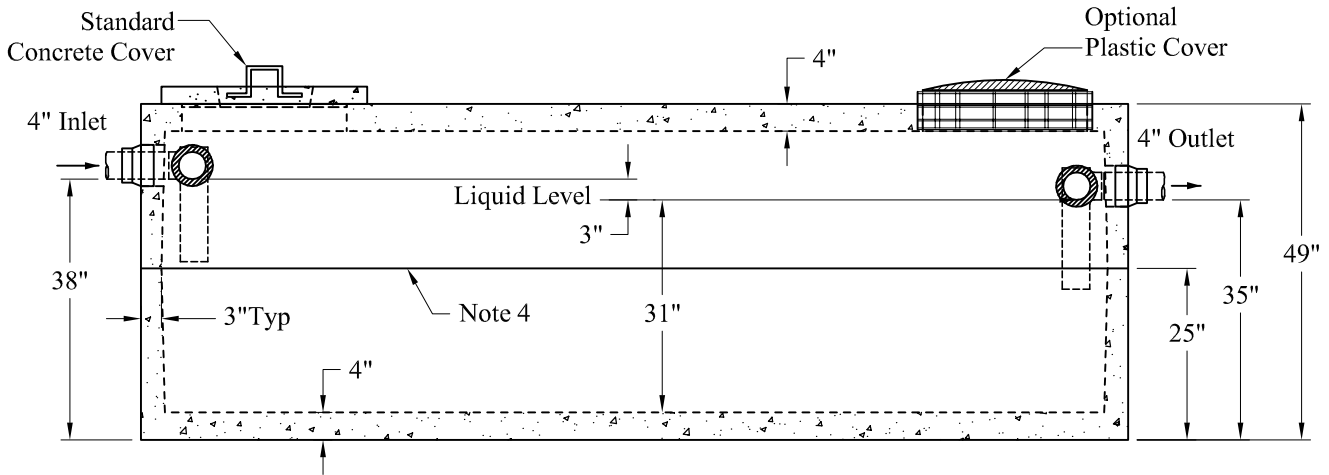 Standard
Concrete Cover
Optional
Plastic Cover
4"
4" Inlet
4" Outlet
Liquid Level
3"
38"
49"
3"Typ
Note 4
31"
35"
25"
4"